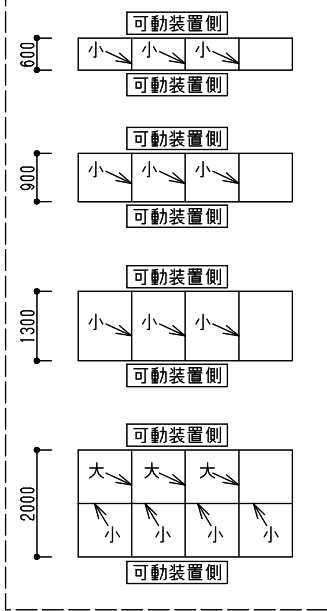 可動装置側
600
小 小 小
可動装置側
可動装置側
900
小 小 小
可動装置側
可動装置側
1300
小 小 小
可動装置側
可動装置側
2000
大 大 大
小 小 小 小
可動装置側